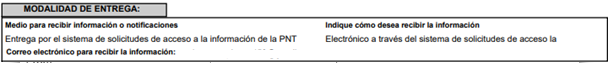 MODALIDAD DE ENTREGA:
Medio para recibir información o notificaciones Indique cómo desea recibir la información
Entrega por el sistema de solicitudes de acceso a la información de la PNT Electrónico a través del sistema de solicitudes de acceso la
Correo electrónico para recibir la información: